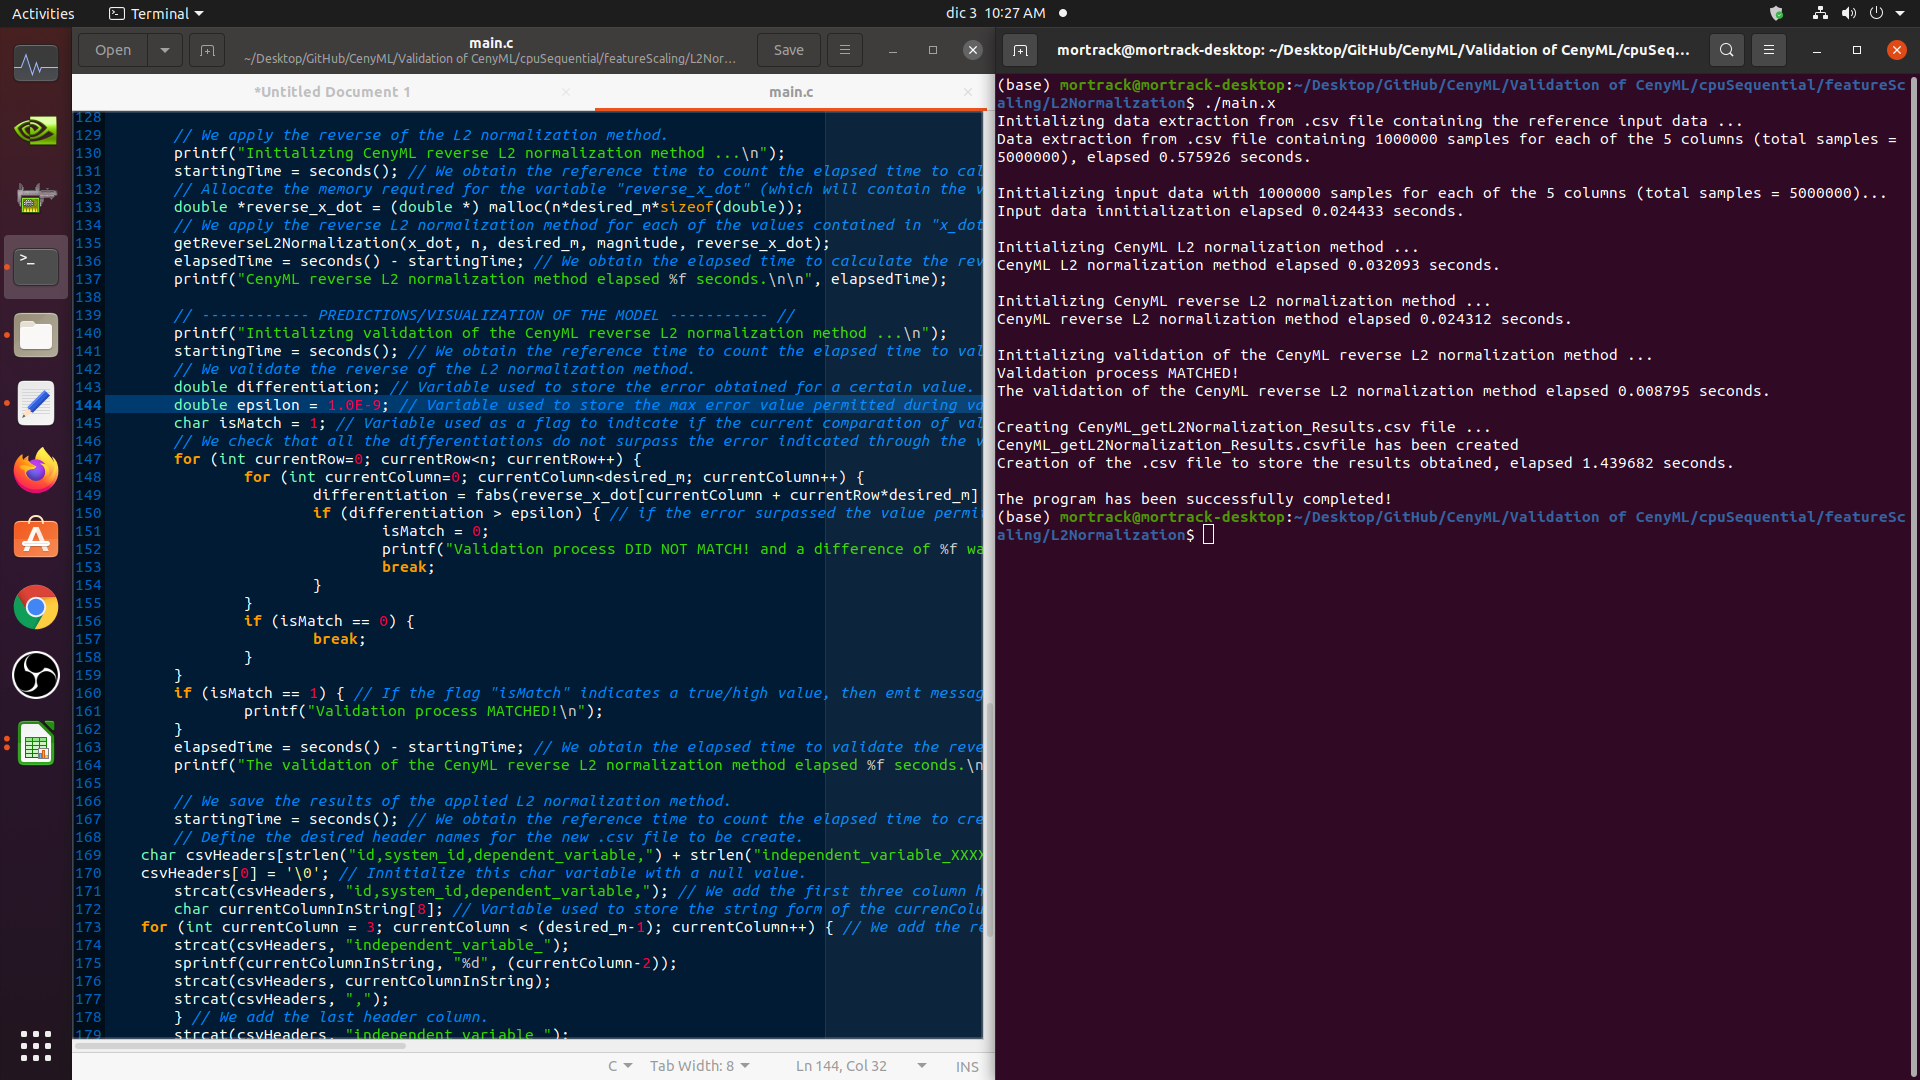 Activities
Terminal
dic 3 10:27 AM
Open
main.c
~/Desktop/GitHub/CenyML/Validation of CenyML/cpuSequential/featureScaling/L2Nor...
Save
*Untitled Document 1
main.c
128
129 // We apply the reverse of the L2 normalization method.
130 printf("Initializing CenyML reverse L2 normalization method ...\n");
131 startingTime = seconds(); // We obtain the reference time to count the elapsed time to cal
132 // Allocate the memory required for the variable "reverse_x_dot" (which will contain the v
133 double *reverse_x_dot = (double *) malloc(n*desired_m*sizeof(double));
134 // We apply the reverse L2 normalization method for each of the values contained in "x_dot
135 getReverseL2Normalization(x_dot, n, desired_m, magnitude, reverse_x_dot);
136 elapsedTime = seconds() - startingTime; // We obtain the elapsed time to calculate the rev
137 printf("CenyML reverse L2 normalization method elapsed %f seconds.\n\n", elapsedTime);
138
139 // ------------ PREDICTIONS/VISUALIZATION OF THE MODEL ----------- //
140 printf("Initializing validation of the CenyML reverse L2 normalization method ...\n");
141 startingTime = seconds(); // We obtain the reference time to count the elapsed time to val
142 // We validate the reverse of the L2 normalization method.
143 double differentiation; // Variable used to store the error obtained for a certain value.
144 double epsilon = 1.0E-9; // Variable used to store the max error value permitted during va
145 char isMatch = 1; // Variable used as a flag to indicate if the current comparation of val
146 // We check that all the differentiations do not surpass the error indicated through the v
147 for (int currentRow=0; currentRow<n; currentRow++) {
148 for (int currentColumn=0; currentColumn<desired_m; currentColumn++) {
149 differentiation = fabs(reverse_x_dot[currentColumn + currentRow*desired_m]
150 if (differentiation > epsilon) { // if the error surpassed the value permi
151 isMatch = 0;
152 printf("Validation process DID NOT MATCH! and a difference of %f wa
153 break;
154 }
155 }
156 if (isMatch == 0) {
157 break;
158 }
159 }
160 if (isMatch == 1) { // If the flag "isMatch" indicates a true/high value, then emit messag
161 printf("Validation process MATCHED!\n");
162 }
163 elapsedTime = seconds() - startingTime; // We obtain the elapsed time to validate the reve
164 printf("The validation of the CenyML reverse L2 normalization method elapsed %f seconds.\n
165
166 // We save the results of the applied L2 normalization method.
167 startingTime = seconds(); // We obtain the reference time to count the elapsed time to cre
168 // Define the desired header names for the new .csv file to be create.
169 char csvHeaders[strlen("id,system_id,dependent_variable,") + strlen("independent_variable_XXXX
170 csvHeaders[0] = '\0'; // Innitialize this char variable with a null value.
171 strcat(csvHeaders, "id,system_id,dependent_variable,"); // We add the first three column h
172 char currentColumnInString[8]; // Variable used to store the string form of the currenColu
173 for (int currentColumn = 3; currentColumn < (desired_m-1); currentColumn++) { // We add the re
174 strcat(csvHeaders, "independent_variable_");
175 sprintf(currentColumnInString, "%d", (currentColumn-2));
176 strcat(csvHeaders, currentColumnInString);
177 strcat(csvHeaders, ",");
178 } // We add the last header column.
179 strcat(csvHeaders, "independent_variable_");
C
Tab Width: 8
Ln 144, Col 32
INS
mortrack@mortrack-desktop: ~/Desktop/GitHub/CenyML/Validation of CenyML/cpuSeq...
(base) mortrack@mortrack-desktop:~/Desktop/GitHub/CenyML/Validation of CenyML/cpuSequential/featureSc
aling/L2Normalization$ ./main.x
Initializing data extraction from .csv file containing the reference input data ...
Data extraction from .csv file containing 1000000 samples for each of the 5 columns (total samples =
5000000), elapsed 0.575926 seconds.
Initializing input data with 1000000 samples for each of the 5 columns (total samples = 5000000)...
Input data innitialization elapsed 0.024433 seconds.
Initializing CenyML L2 normalization method ...
CenyML L2 normalization method elapsed 0.032093 seconds.
Initializing CenyML reverse L2 normalization method ...
CenyML reverse L2 normalization method elapsed 0.024312 seconds.
Initializing validation of the CenyML reverse L2 normalization method ...
Validation process MATCHED!
The validation of the CenyML reverse L2 normalization method elapsed 0.008795 seconds.
Creating CenyML_getL2Normalization_Results.csv file ...
CenyML_getL2Normalization_Results.csvfile has been created
Creation of the .csv file to store the results obtained, elapsed 1.439682 seconds.
The program has been successfully completed!
(base) mortrack@mortrack-desktop:~/Desktop/GitHub/CenyML/Validation of CenyML/cpuSequential/featureSc
aling/L2Normalization$